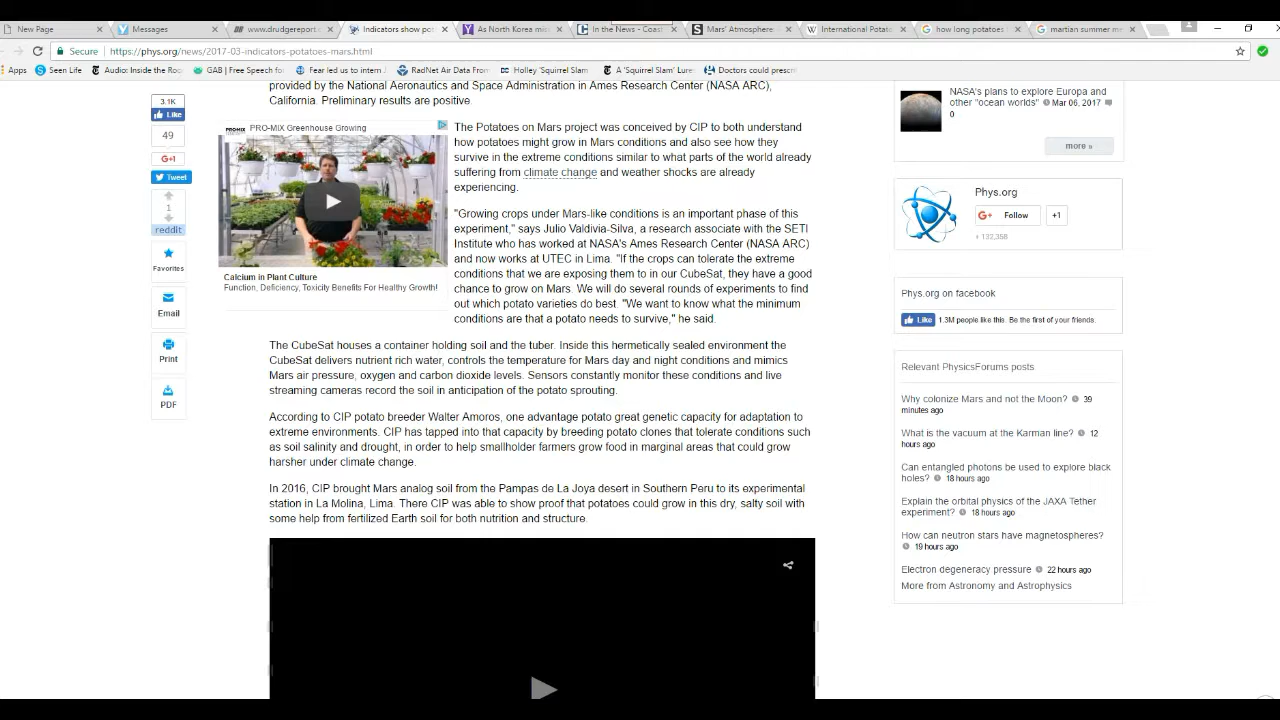 New Page
Messages
www.drudgereport.
Indicators show pot
As North Korea mis
In the News - Coast
Mars' Atmosphere:
International Potato
how long potatoes
martian summer me
Secure https://phys.org/news/2017-03-indicators-potatoes-mars.html
Apps Seen Life Audio: Inside the Roc GAB | Free Speech fo Fear led us to intern J RadNet Air Data From Holley 'Squirrel Slam A 'Squirrel Slam' Lure Doctors could prescr
provided by the National Aeronautics and Space Administration in Ames Research Center (NASA ARC),
California. Preliminary results are positive.
3.1K
Like
49
G+1
Tweet
1
reddit
Favorites
Email
Print
PDF
PRO-MIX PRO-MIX Greenhouse Growing
Calcium in Plant Culture
Function, Deficiency, Toxicity Benefits For Healthy Growth!
The Potatoes on Mars project was conceived by CIP to both understand
how potatoes might grow in Mars conditions and also see how they
survive in the extreme conditions similar to what parts of the world already
suffering from climate change and weather shocks are already
experiencing.
"Growing crops under Mars-like conditions is an important phase of this
experiment," says Julio Valdivia-Silva, a research associate with the SETI
Institute who has worked at NASA's Ames Research Center (NASA ARC)
and now works at UTEC in Lima. "If the crops can tolerate the extreme
conditions that we are exposing them to in our CubeSat, they have a good
chance to grow on Mars. We will do several rounds of experiments to find
out which potato varieties do best. "We want to know what the minimum
conditions are that a potato needs to survive," he said.
The CubeSat houses a container holding soil and the tuber. Inside this hermetically sealed environment the
CubeSat delivers nutrient rich water, controls the temperature for Mars day and night conditions and mimics
Mars air pressure, oxygen and carbon dioxide levels. Sensors constantly monitor these conditions and live
streaming cameras record the soil in anticipation of the potato sprouting.
According to CIP potato breeder Walter Amoros, one advantage potato great genetic capacity for adaptation to
extreme environments. CIP has tapped into that capacity by breeding potato clones that tolerate conditions such
as soil salinity and drought, in order to help smallholder farmers grow food in marginal areas that could grow
harsher under climate change.
In 2016, CIP brought Mars analog soil from the Pampas de La Joya desert in Southern Peru to its experimental
station in La Molina, Lima. There CIP was able to show proof that potatoes could grow in this dry, salty soil with
some help from fertilized Earth soil for both nutrition and structure.
NASA's plans to explore Europa and
other "ocean worlds" Mar 06, 2017
0
more »
Phys.org
G+ Follow +1
+ 132,358
Phys.org on facebook
Like 1.3M people like this. Be the first of your friends.
Relevant PhysicsForums posts
Why colonize Mars and not the Moon? 39
minutes ago
What is the vacuum at the Karman line? 12
hours ago
Can entangled photons be used to explore black
holes? 18 hours ago
Explain the orbital physics of the JAXA Tether
experiment? 18 hours ago
How can neutron stars have magnetospheres?
19 hours ago
Electron degeneracy pressure 22 hours ago
More from Astronomy and Astrophysics